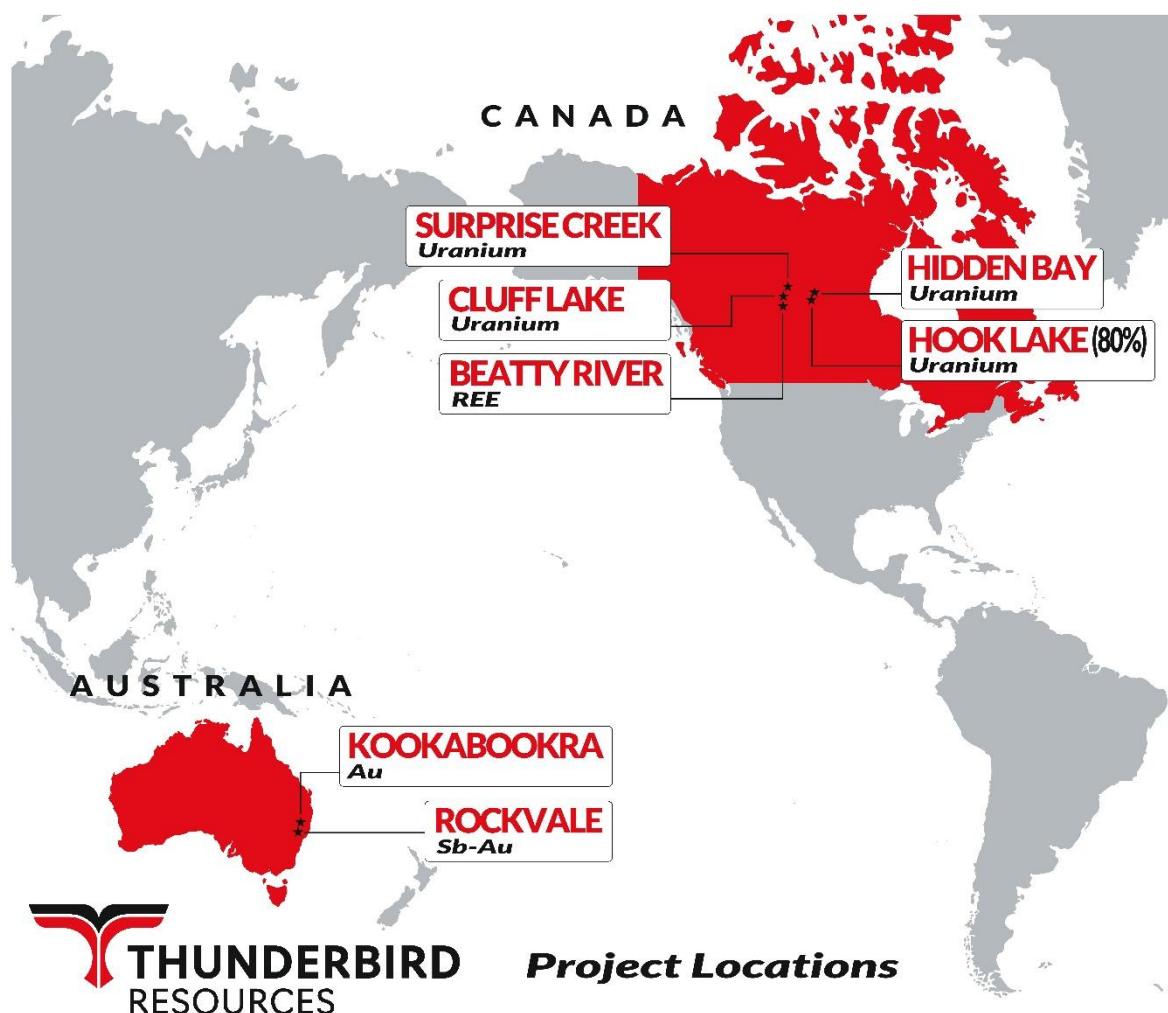 CANADA
SURPRISE CREEK
Uranium
CLUFF LAKE
Uranium
BEATTY RIVER
REE
HIDDEN BAY
Uranium
HOOK LAKE (80%)
Uranium
AUSTRALIA
KOOKABOOKRA
Au
ROCKVALE
Sb-Au
THUNDERBIRD
RESOURCES
Project Locations